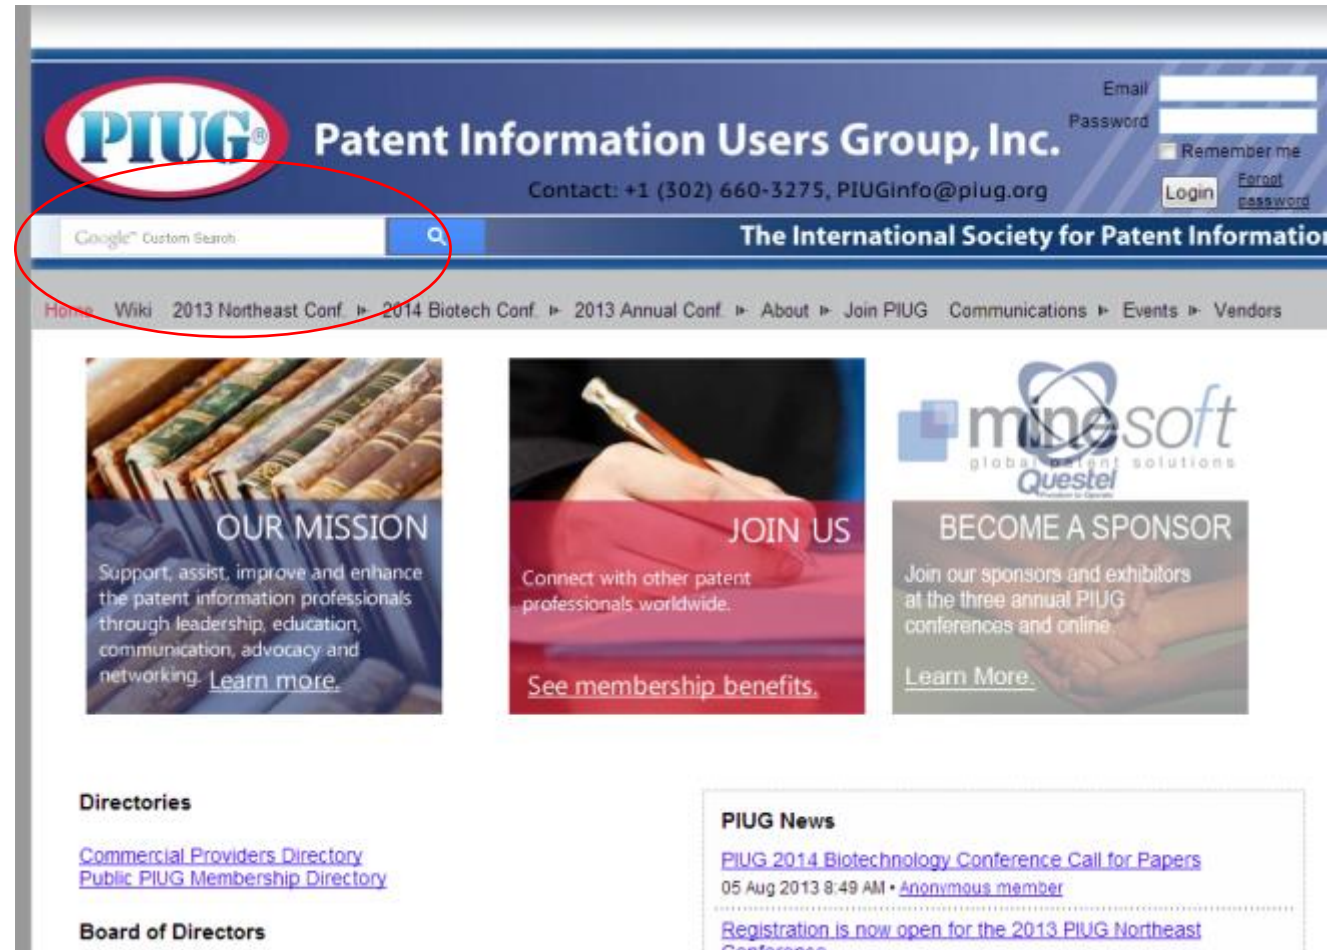 PIUG®
Patent Information Users Group, Inc.
Contact: +1 (302) 660-3275, PIUGinfo@piug.org
Email
Password
Remember me
Login
Forgot
password
Google™ Custom Search
The International Society for Patent Information
Home Wiki 2013 Northeast Conf. 2014 Biotech Conf. 2013 Annual Conf. About Join PIUG Communications Events Vendors
OUR MISSION
Support, assist, improve and enhance
the patent information professionals
through leadership, education,
communication, advocacy and
networking. Learn more.
JOIN US
Connect with other patent
professionals worldwide.
See membership benefits.
minesoft
global patent solutions
Questel
BECOME A SPONSOR
Join our sponsors and exhibitors
at the three annual PIUG
conferences and online.
Learn More.
Directories
Commercial Providers Directory
Public PIUG Membership Directory
Board of Directors
PIUG News
PIUG 2014 Biotechnology Conference Call for Papers
05 Aug 2013 8:49 AM • Anonymous member
Registration is now open for the 2013 PIUG Northeast
Conference